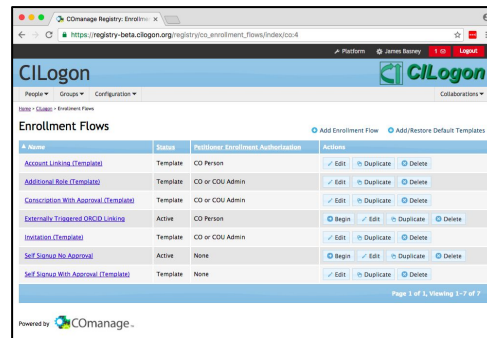 COmanage Registry: Enrollme
https://registry-beta.cilogon.org/registry/co_enrollment_flows/index/co:4
Platform James Basney 1 Logout
CILogon CILogon
People Groups Configuration Collaborations
Home > CILogon > Enrollment Flows
Enrollment Flows Add Enrollment Flow Add/Restore Default Templates
Name Status Petitioner Enrollment Authorization Actions
Account Linking (Template) Template CO Person Edit Duplicate Delete
Additional Role (Template) Template CO or COU Admin Edit Duplicate Delete
Conscription With Approval (Template) Template CO or COU Admin Edit Duplicate Delete
Externally Triggered ORCID Linking Active CO Person Begin Edit Duplicate Delete
Invitation (Template) Template CO or COU Admin Edit Duplicate Delete
Self Signup No Approval Active None Begin Edit Duplicate Delete
Self Signup With Approval (Template) Template None Edit Duplicate Delete
Page 1 of 1, Viewing 1-7 of 7
Powered by COmanage